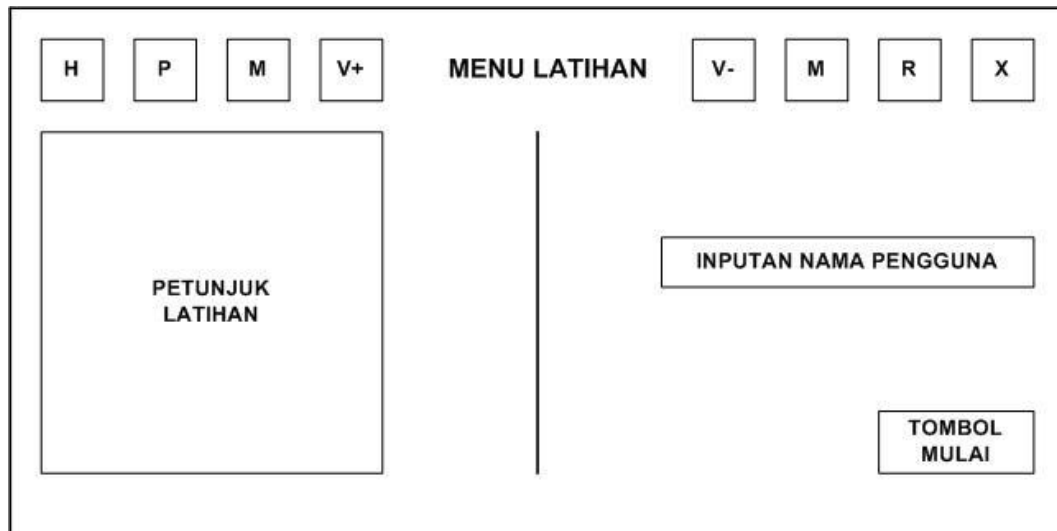 H P M V+ MENU LATIHAN V- M R X
PETUNJUK
LATIHAN
INPUTAN NAMA PENGGUNA
TOMBOL
MULAI